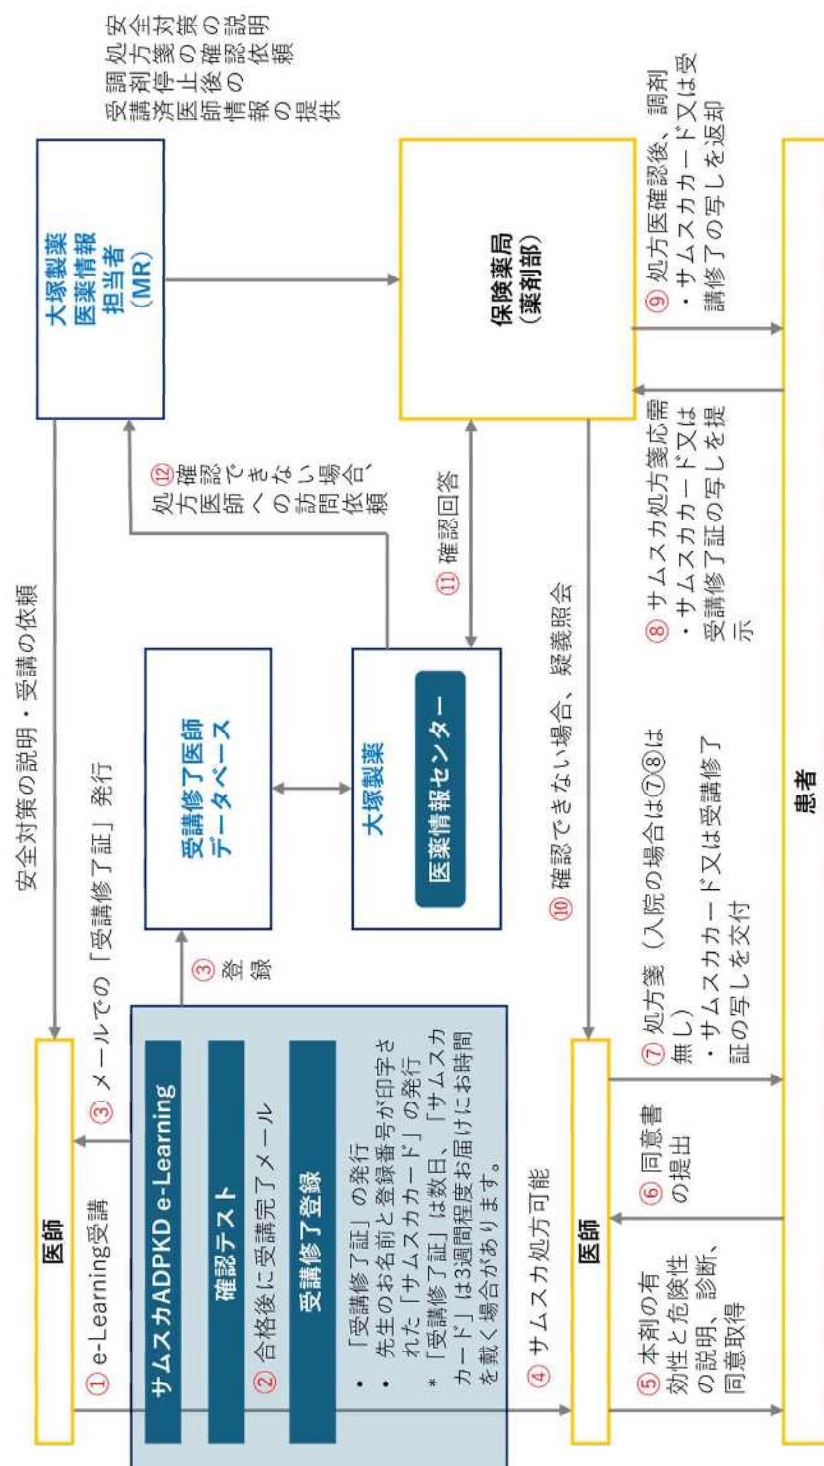 安全対策の説明・受講の依頼
医師
① e-Learning受講
③ メールでの「受講修了証」発行
サムスカADPKD e-Learning
確認テスト
② 合格後に受講完了メール
受講修了登録
・ 「受講修了証」の発行
・ 先生のお名前と登録番号が印字さ
れた「サムスカカード」の発行
* 「受講修了証」は数日、「サムスカ
カード」は3週間程度お届けにお時間
を戴く場合があります。
③
登
録
受講修了医師
データベース
大塚製薬
医薬情報センター
大塚製薬
医薬情報
担当者
(MR)
安全対策の説明
処方箋の確認依頼
調剤停止後の
受講済医師情報の提
供
⑫ 確認できない場合、
処方医師への訪問依
頼
⑪ 確認回答
保険薬局
(薬剤部)
④ サムスカ処方可能
⑩ 確認できない場合、疑義照会
医師
⑤ 本剤の有
効性と危険性
の説明、診断、
同意取得
⑥ 同意書
の提出
⑦ 処方箋（入院の場合は⑦⑧は
無し）
・サムスカカード又は受講修了
証の写しを交付
⑧ サムスカ処方箋応需
・サムスカカード又は
受講修了証の写しを提
示
⑨ 処方医確認後、調剤
・サムスカカード又は受
講修了の写しを返却
患者